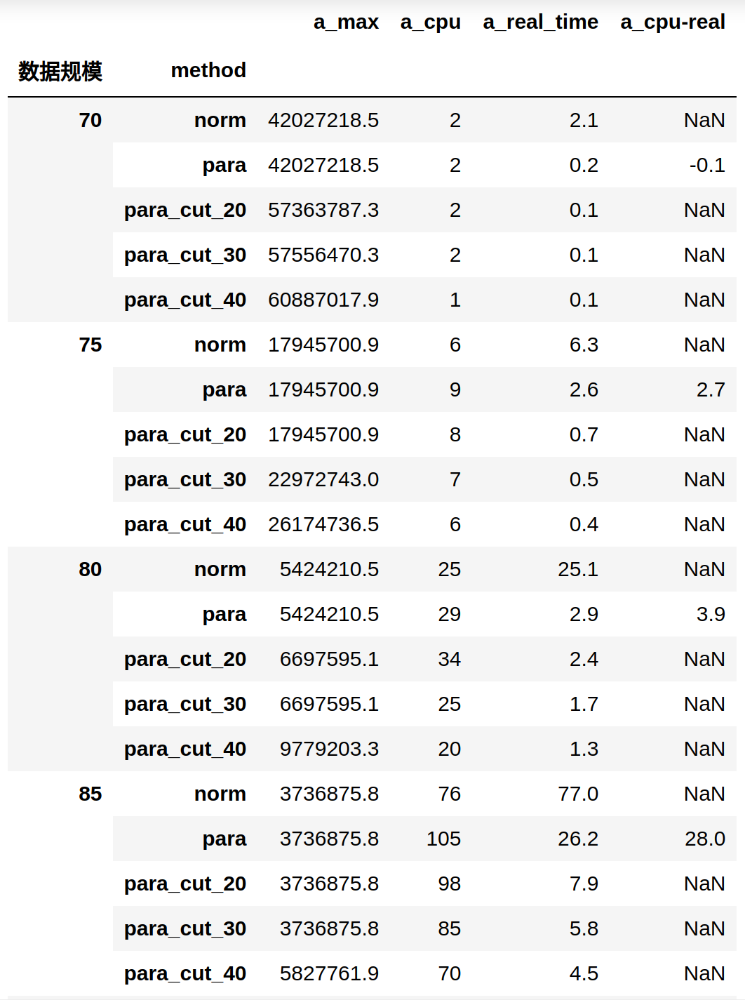 a_max a_cpu a_real_time a_cpu-real
数据规模 method
70 norm 42027218.5 2 2.1 NaN
para 42027218.5 2 0.2 -0.1
para_cut_20 57363787.3 2 0.1 NaN
para_cut_30 57556470.3 2 0.1 NaN
para_cut_40 60887017.9 1 0.1 NaN
75 norm 17945700.9 6 6.3 NaN
para 17945700.9 9 2.6 2.7
para_cut_20 17945700.9 8 0.7 NaN
para_cut_30 22972743.0 7 0.5 NaN
para_cut_40 26174736.5 6 0.4 NaN
80 norm 5424210.5 25 25.1 NaN
para 5424210.5 29 2.9 3.9
para_cut_20 6697595.1 34 2.4 NaN
para_cut_30 6697595.1 25 1.7 NaN
para_cut_40 9779203.3 20 1.3 NaN
85 norm 3736875.8 76 77.0 NaN
para 3736875.8 105 26.2 28.0
para_cut_20 3736875.8 98 7.9 NaN
para_cut_30 3736875.8 85 5.8 NaN
para_cut_40 5827761.9 70 4.5 NaN